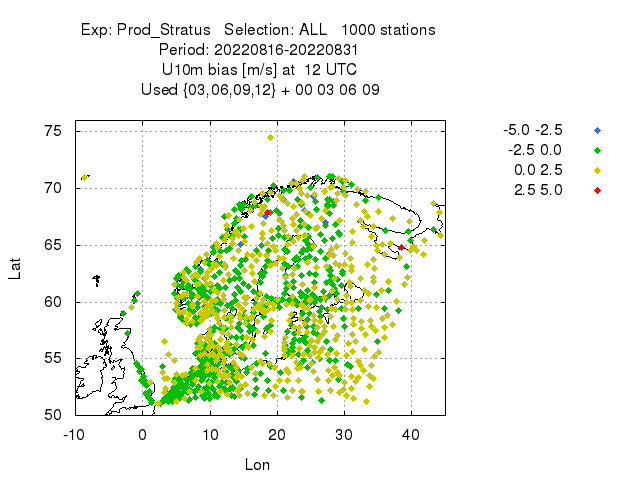 Exp: Prod_Stratus   Selection: ALL   1000 stations
Period: 20220816-20220831
U10m bias [m/s] at  12 UTC
Used {03,06,09,12} + 00 03 06 09
-5.0 -2.5
-2.5 0.0
0.0 2.5
2.5 5.0
75
70
65
60
55
50
Lat
-10 0 10 20 30 40
Lon